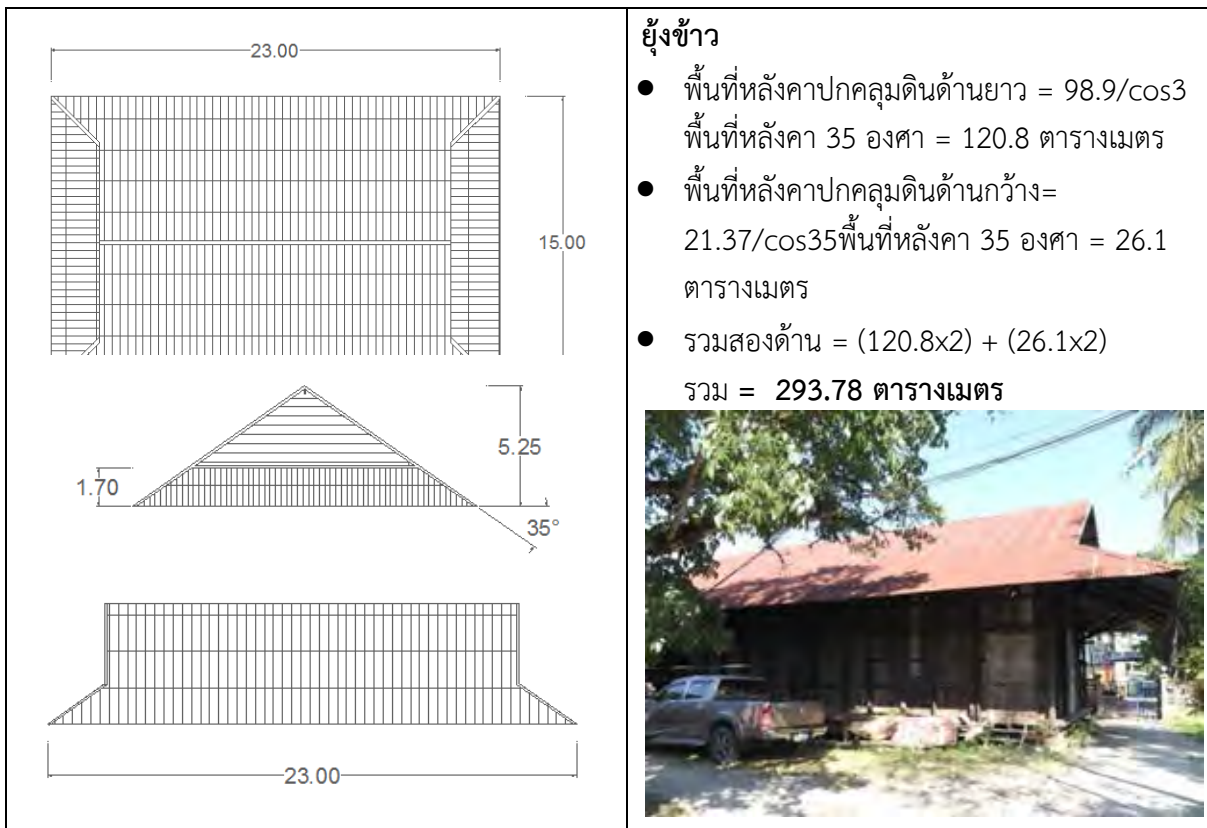 23.00
15.00
5.25
1.70
35°
23.00
ยุ้งข้าว
● พื้นที่หลังคาปกคลุมดินด้านยาว = 98.9/cos3
พื้นที่หลังคา 35 องศา = 120.8 ตารางเมตร
● พื้นที่หลังคาปกคลุมดินด้านกว้าง=
21.37/cos35พื้นที่หลังคา 35 องศา = 26.1
ตารางเมตร
● รวมสองด้าน = (120.8x2) + (26.1x2)
รวม = 293.78 ตารางเมตร